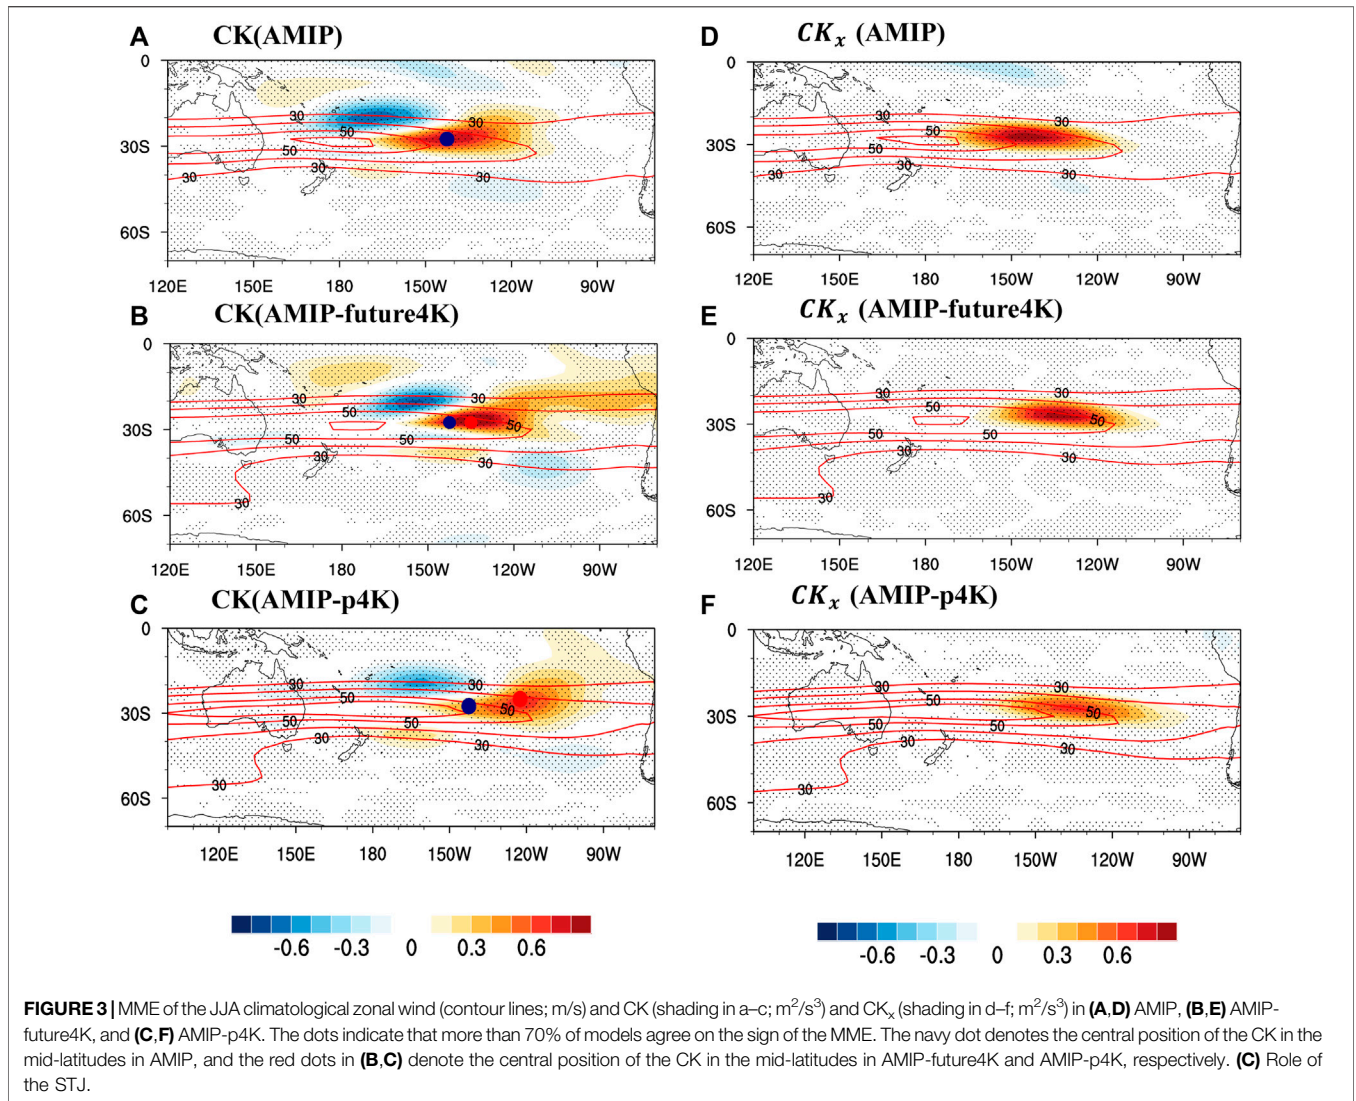 A CK(AMIP)
0
30S
60S
30
50
50
30
30
30
30
120E 150E 180 150W 120W 90W
D CKx (AMIP)
0
30S
60S
30
50
50
30
30
30
30
120E 150E 180 150W 120W 90W
B CK(AMIP-future4K)
0
30S
60S
30
30
50
50
50
30
30
30
120E 150E 180 150W 120W 90W
E CKx (AMIP-future4K)
0
30S
60S
30
30
50
50
50
30
30
30
120E 150E 180 150W 120W 90W
C CK(AMIP-p4K)
0
30S
60S
30
30
50
50
50
30
30
30
120E 150E 180 150W 120W 90W
F CKx (AMIP-p4K)
0
30S
60S
30
30
50
50
50
30
30
30
120E 150E 180 150W 120W 90W
-0.6 -0.3 0 0.3 0.6
-0.6 -0.3 0 0.3 0.6
FIGURE 3 | MME of the JJA climatological zonal wind (contour lines; m/s) and CK (shading in a–c; m²/s³) and CKx (shading in d–f; m²/s³) in (A,D) AMIP, (B,E) AMIP-
future4K, and (C,F) AMIP-p4K. The dots indicate that more than 70% of models agree on the sign of the MME. The navy dot denotes the central position of the CK in the
mid-latitudes in AMIP, and the red dots in (B,C) denote the central position of the CK in the mid-latitudes in AMIP-future4K and AMIP-p4K, respectively. (C) Role of
the STJ.